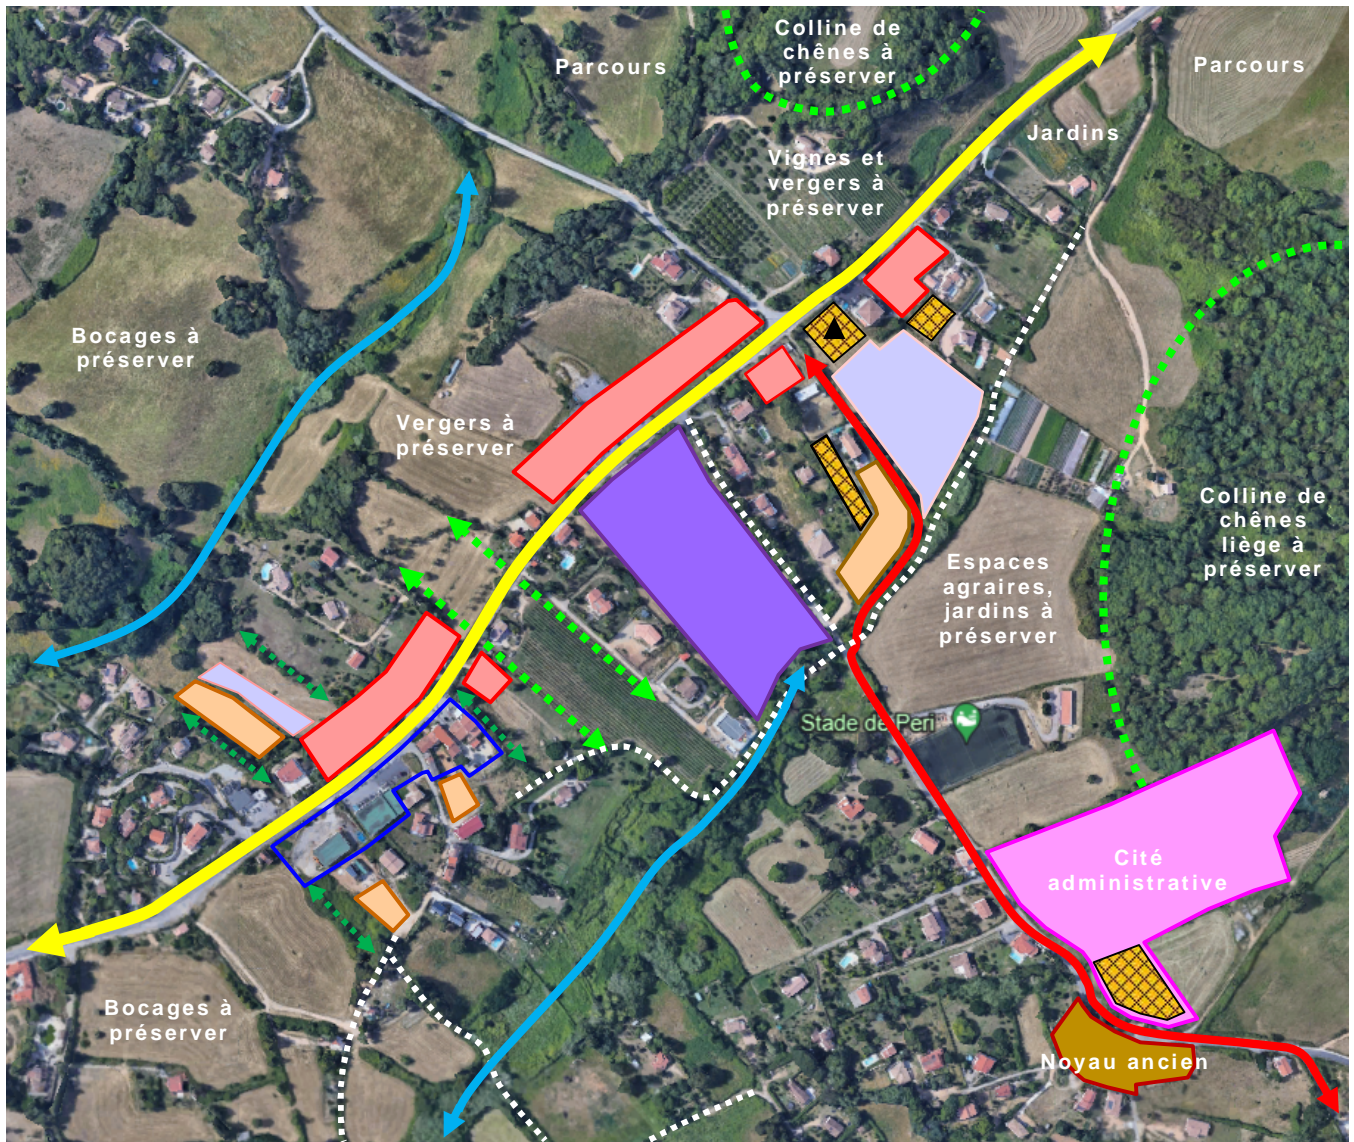 Colline de
chênes à
préserver
Parcours
Parcours
Jardins
Vignes et
vergers à
préserver
Bocages à
préserver
Vergers à
préserver
Colline de
chênes
liège à
préserver
Espaces
agraires,
jardins à
préserver
Stade de Peri
Cité
administrative
Bocages à
préserver
Noyau ancien